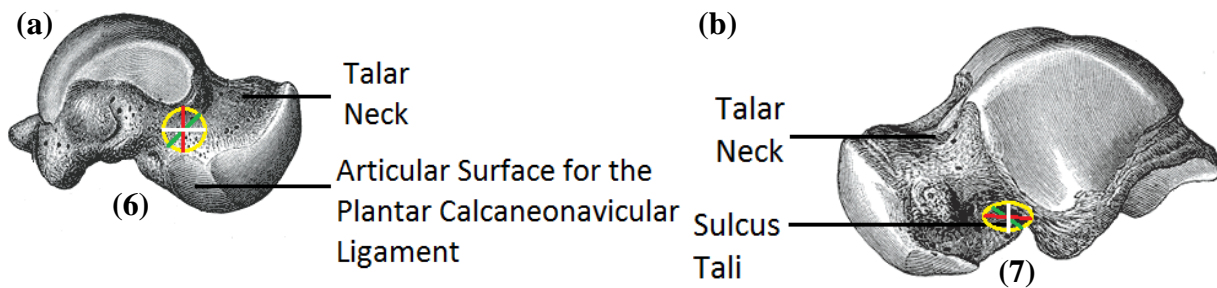 (a)
Talar
Neck
Articular Surface for the
Plantar Calcaneonavicular
Ligament
(6)
(b)
Talar
Neck
Sulcus
Tali
(7)